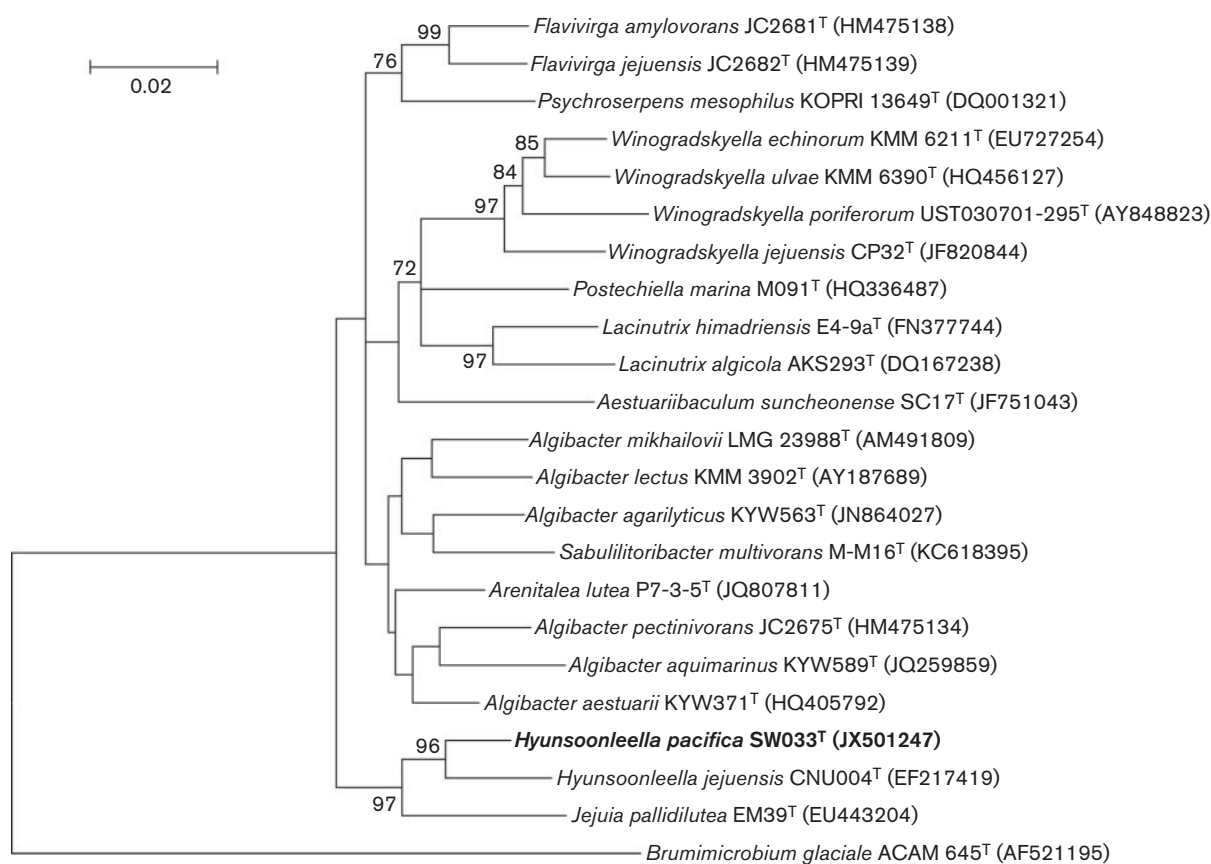 99
Flavivirga amylovorans JC2681ᵀ (HM475138)
76
Flavivirga jejuensis JC2682ᵀ (HM475139)
0.02
Psychroserpens mesophilus KOPRI 13649ᵀ (DQ001321)
85
Winogradskyella echinorum KMM 6211ᵀ (EU727254)
84
Winogradskyella ulvae KMM 6390ᵀ (HQ456127)
97
Winogradskyella poriferorum UST030701-295ᵀ (AY848823)
Winogradskyella jejuensis CP32ᵀ (JF820844)
72
Postechiella marina M091ᵀ (HQ336487)
Lacinutrix himadriensis E4-9aᵀ (FN377744)
97
Lacinutrix algicola AKS293ᵀ (DQ167238)
Aestuariibaculum suncheonense SC17ᵀ (JF751043)
Algibacter mikhailovii LMG 23988ᵀ (AM491809)
Algibacter lectus KMM 3902ᵀ (AY187689)
Algibacter agarilyticus KYW563ᵀ (JN864027)
Sabulilitoribacter multivorans M-M16ᵀ (KC618395)
Arenitalea lutea P7-3-5ᵀ (JQ807811)
Algibacter pectinivorans JC2675ᵀ (HM475134)
Algibacter aquimarinus KYW589ᵀ (JQ259859)
Algibacter aestuarii KYW371ᵀ (HQ405792)
96
Hyunsoonleella pacifica SW033ᵀ (JX501247)
Hyunsoonleella jejuensis CNU004ᵀ (EF217419)
97
Jejuia pallidilutea EM39ᵀ (EU443204)
Brumimicrobium glaciale ACAM 645ᵀ (AF521195)